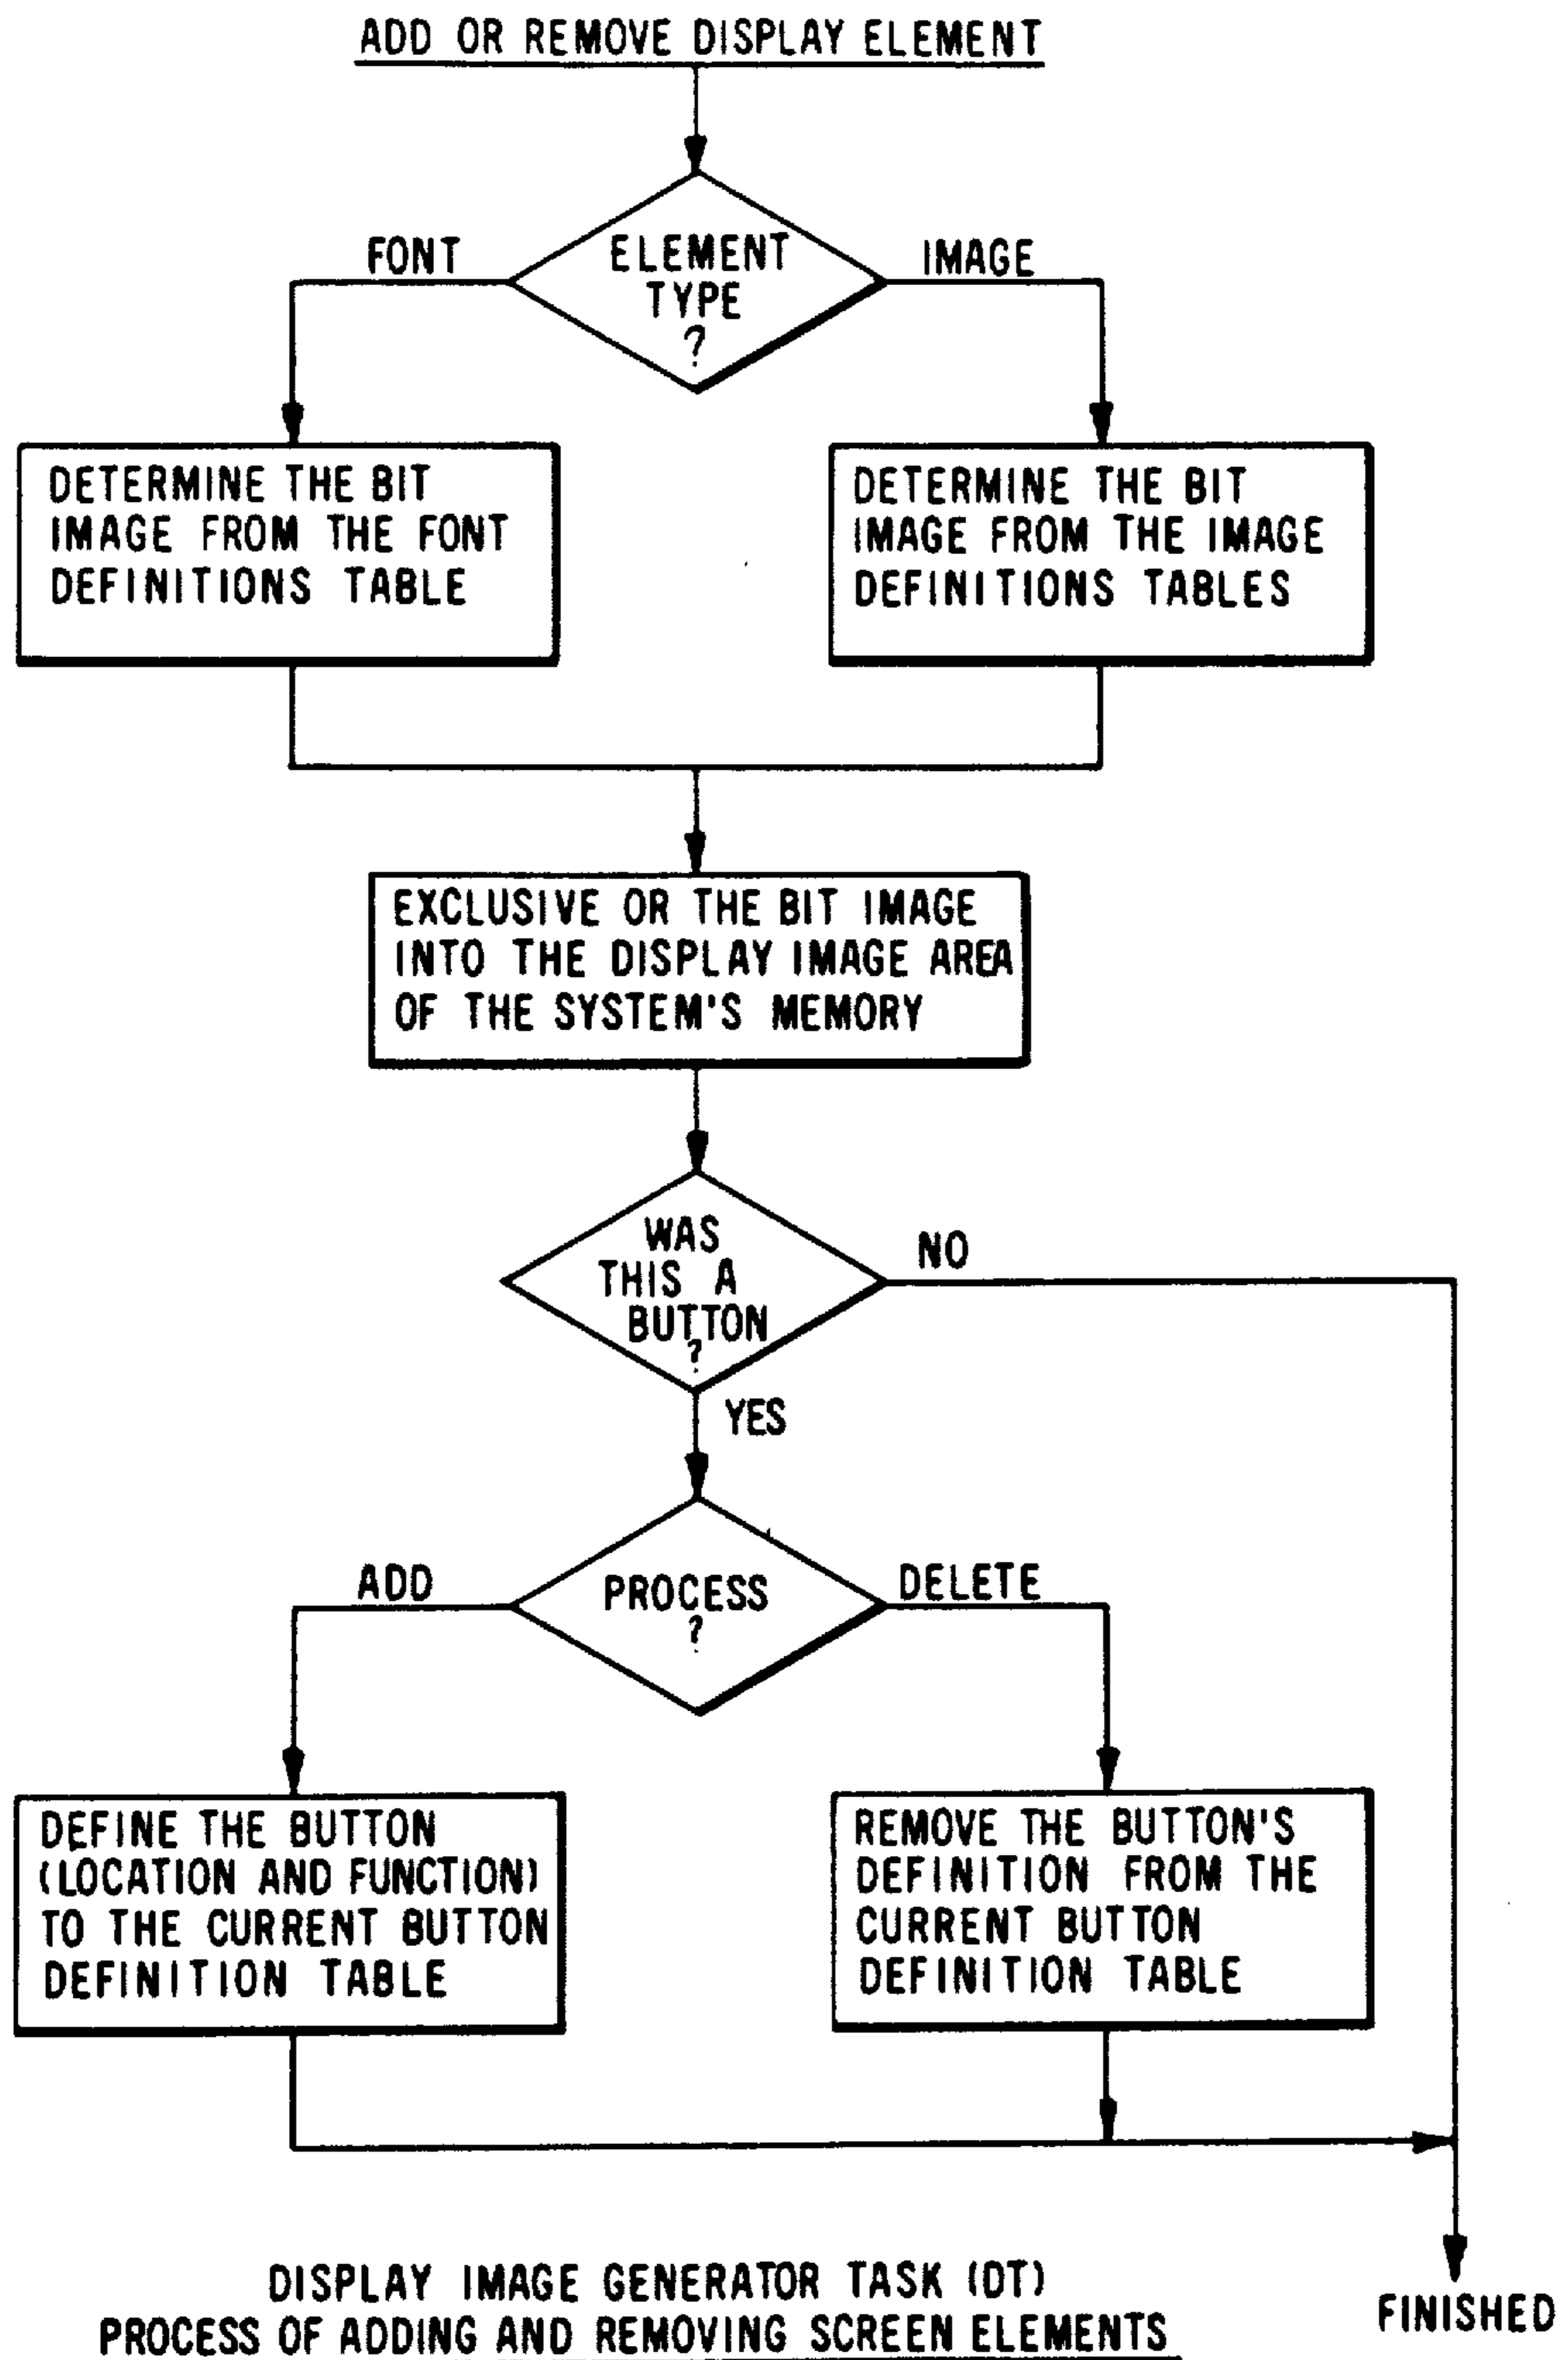 ADD OR REMOVE DISPLAY ELEMENT
FONT
ELEMENT
TYPE
?
IMAGE
DETERMINE THE BIT
IMAGE FROM THE FONT
DEFINITIONS TABLE
DETERMINE THE BIT
IMAGE FROM THE IMAGE
DEFINITIONS TABLES
EXCLUSIVE OR THE BIT IMAGE
INTO THE DISPLAY IMAGE AREA
OF THE SYSTEM'S MEMORY
WAS
THIS A
BUTTON
?
NO
YES
ADD
PROCESS
?
DELETE
DEFINE THE BUTTON
(LOCATION AND FUNCTION)
TO THE CURRENT BUTTON
DEFINITION TABLE
REMOVE THE BUTTON'S
DEFINITION FROM THE
CURRENT BUTTON
DEFINITION TABLE
FINISHED
DISPLAY IMAGE GENERATOR TASK (DT)
PROCESS OF ADDING AND REMOVING SCREEN ELEMENTS